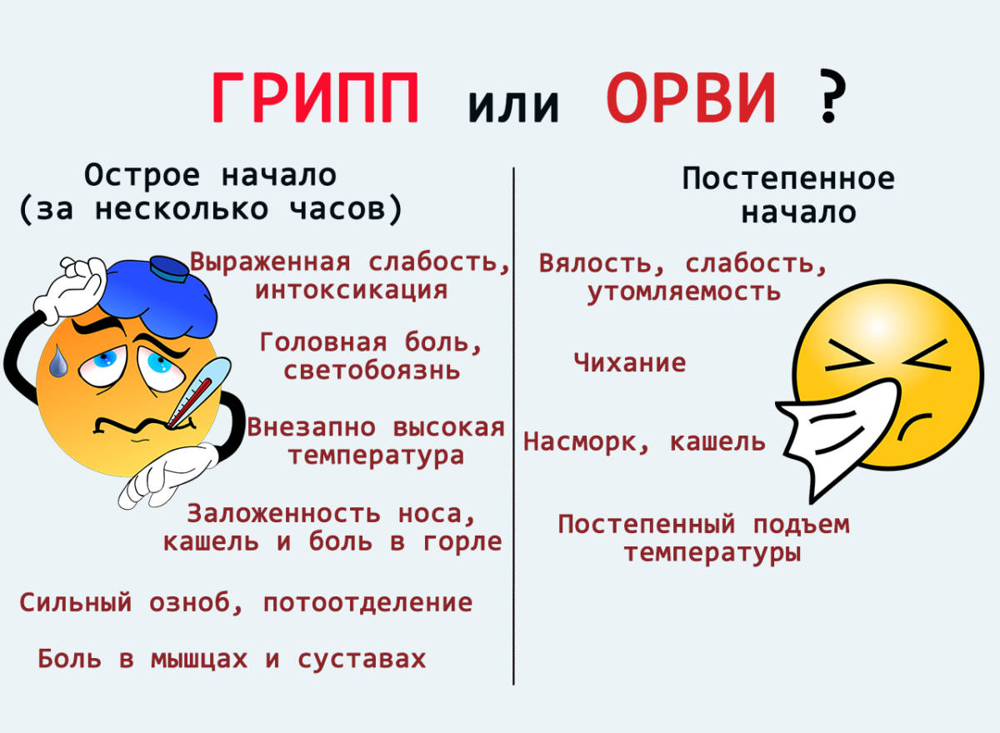 ГРИПП или ОРВИ ?
Острое начало
(за несколько часов)
Выраженная слабость,
интоксикация
Головная боль,
светобоязнь
Внезапно высокая
температура
Заложенность носа,
кашель и боль в горле
Сильный озноб, потоотделение
Боль в мышцах и суставах
Постепенное
начало
Вялость, слабость,
утомляемость
Чихание
Насморк, кашель
Постепенный подъем
температуры